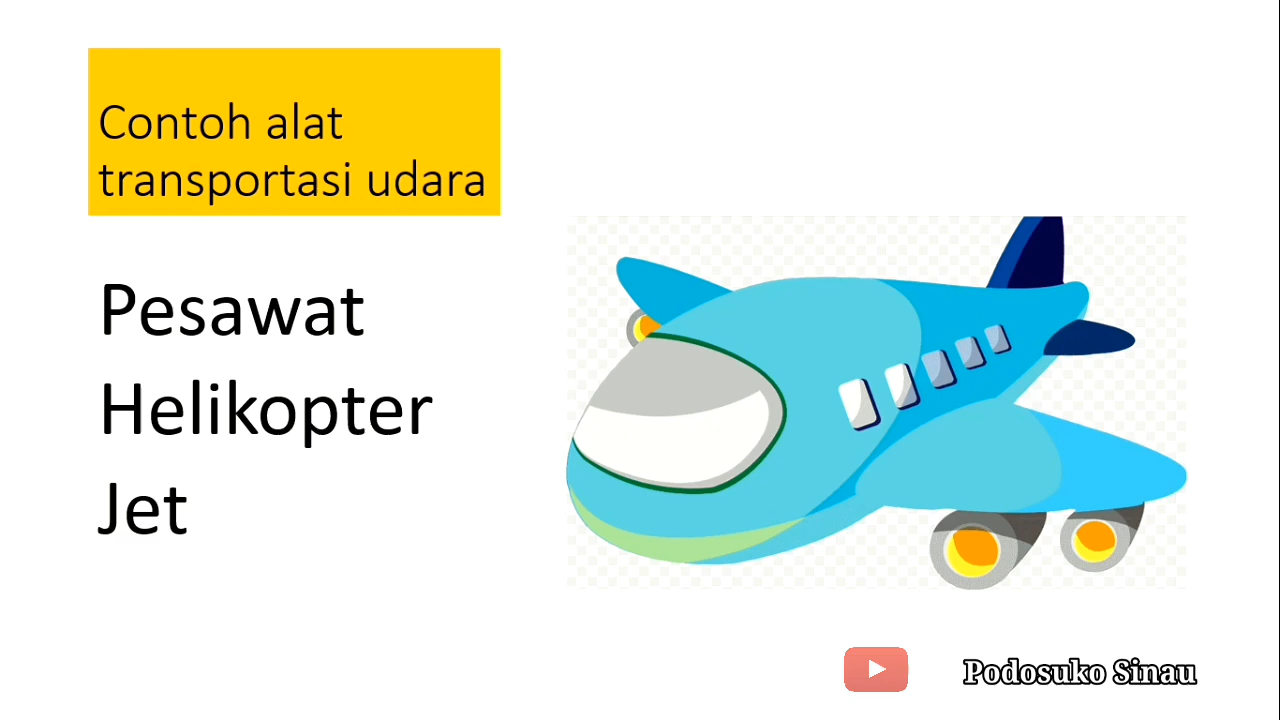 Contoh alat
transportasi udara
Pesawat
Helikopter
Jet
Podosuko Sinau